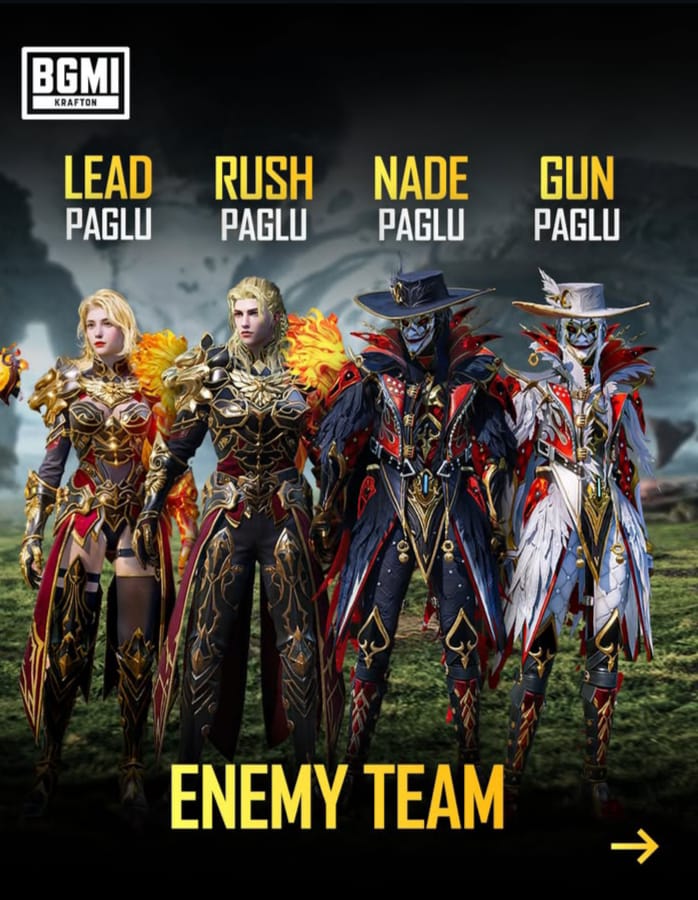 BGMI
KRAFTON
LEAD RUSH NADE GUN
PAGLU PAGLU PAGLU PAGLU
ENEMY TEAM